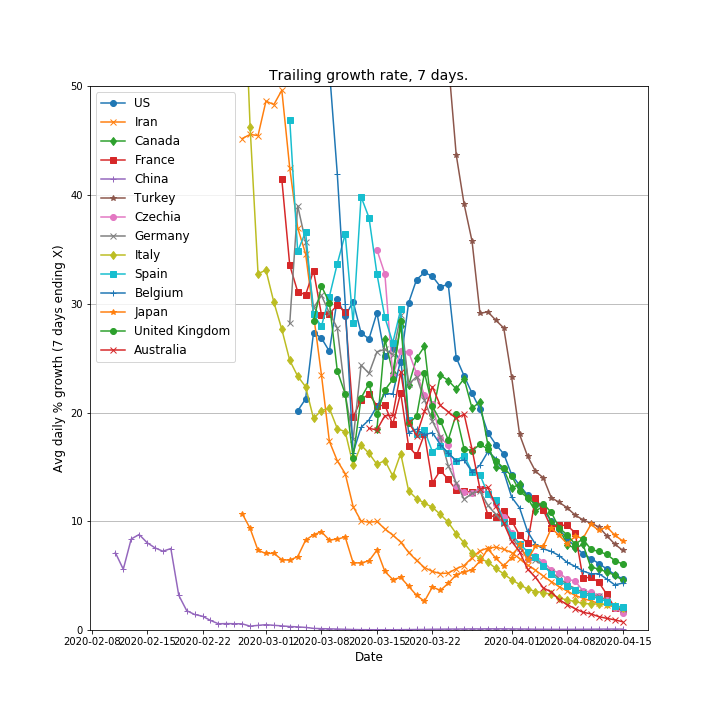 Trailing growth rate, 7 days.
50
40
30
20
10
0
Avg daily % growth (7 days ending X)
US
Iran
Canada
France
China
Turkey
Czechia
Germany
Italy
Spain
Belgium
Japan
United Kingdom
Australia
2020-02-08 2020-02-15 2020-02-22 2020-03-01 2020-03-08 2020-03-15 2020-03-22 2020-04-01 2020-04-08 2020-04-15
Date